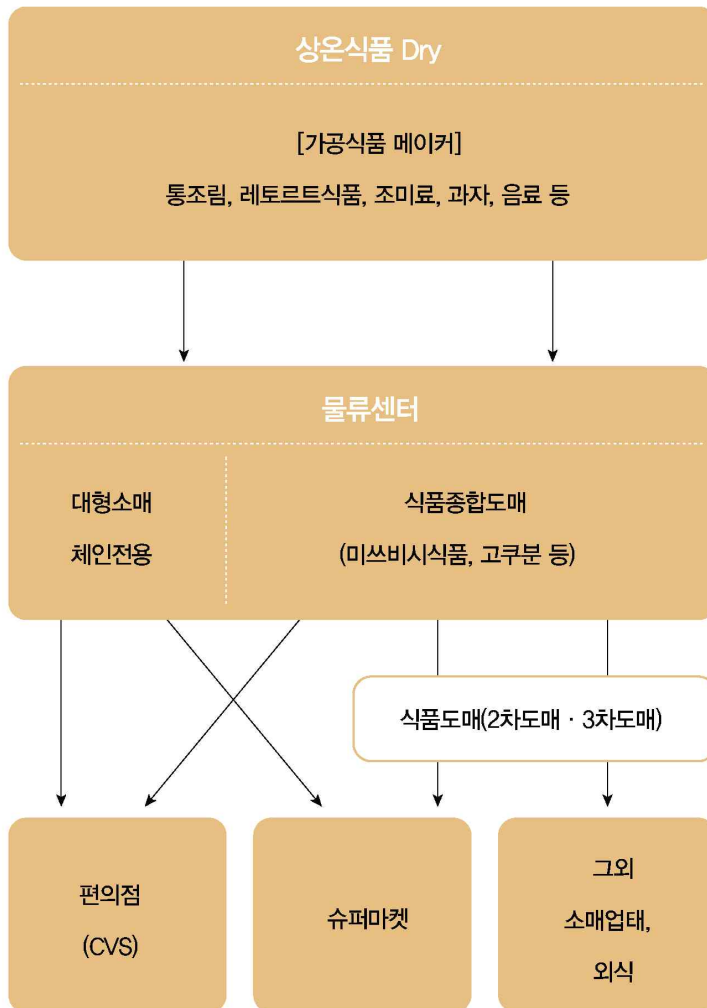 상온식품 Dry
[가공식품 메이커]
통조림, 레토르트식품, 조미료, 과자, 음료 등
물류센터
대형소매
체인전용
식품종합도매
(미쓰비시식품, 고쿠분 등)
식품도매(2차도매 · 3차도매)
편의점
(CVS)
슈퍼마켓
그외
소매업태,
외식